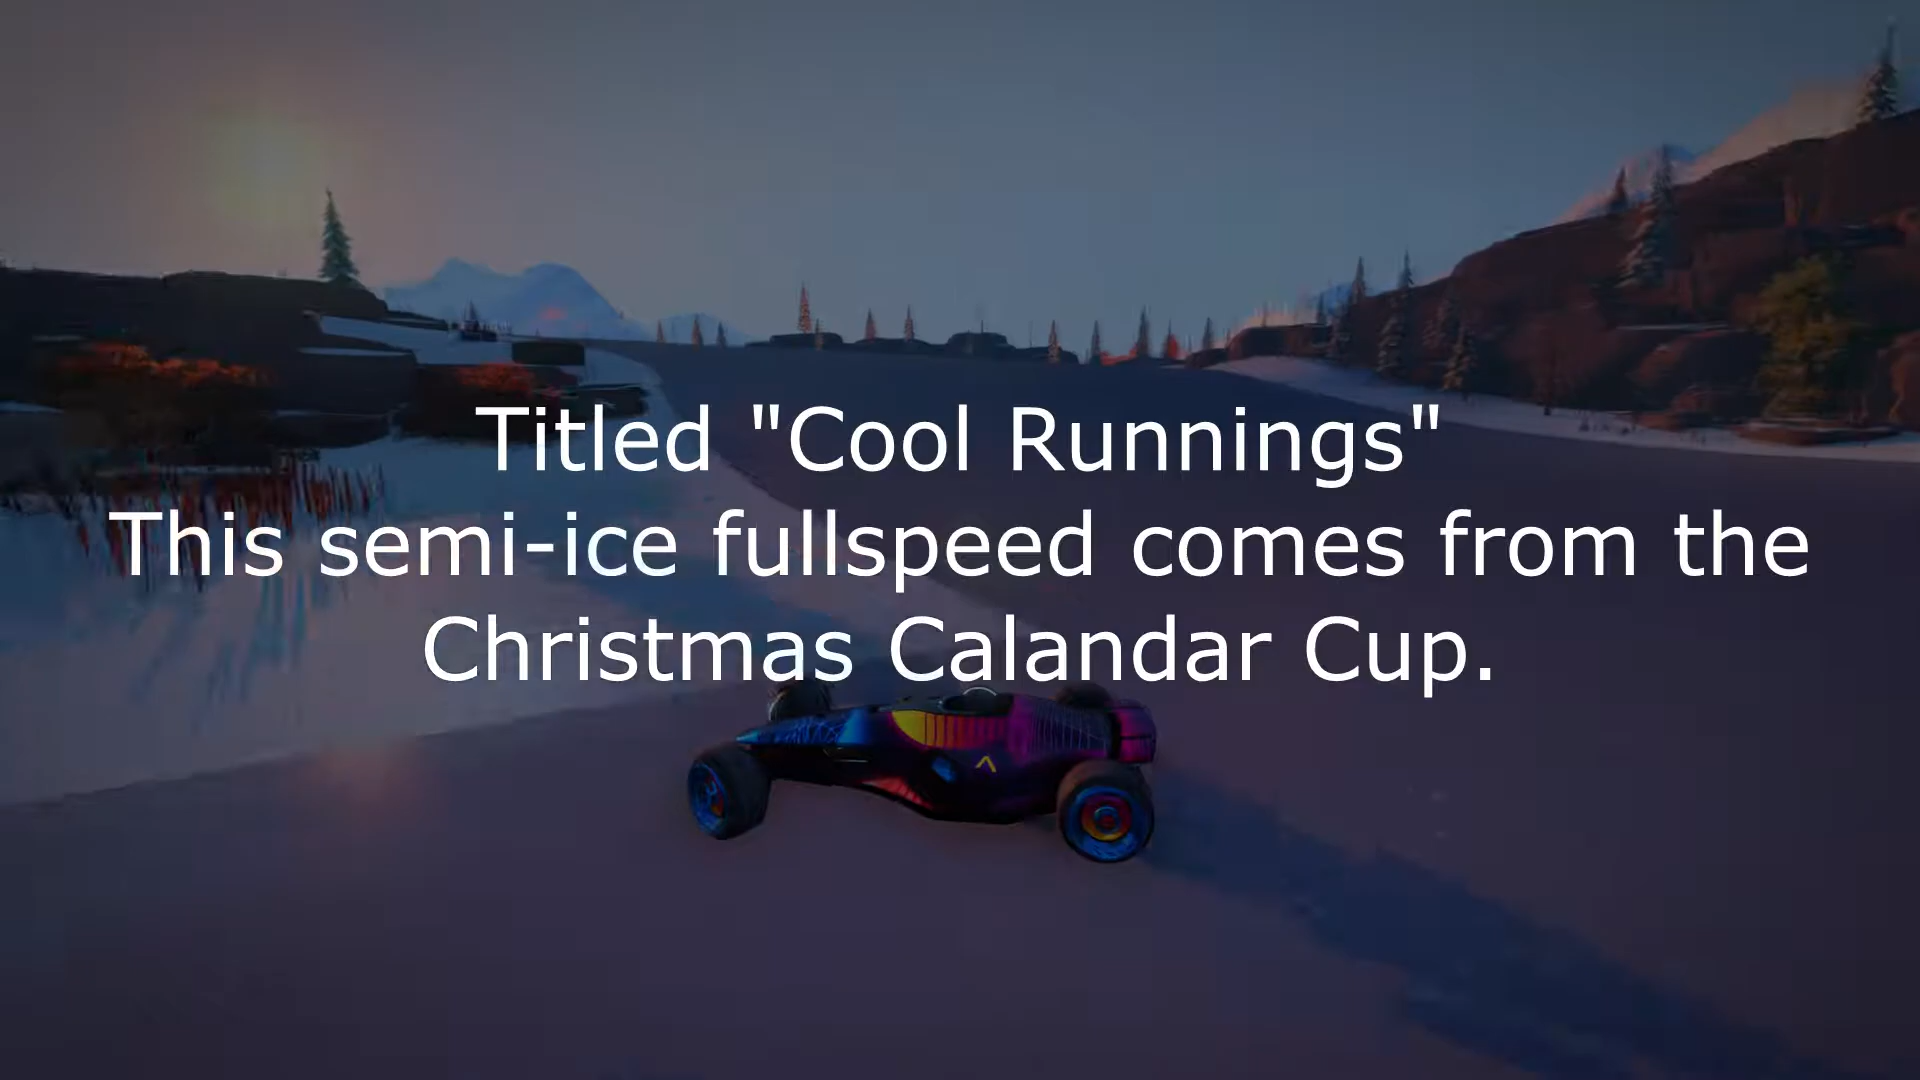 Titled "Cool Runnings"
This semi-ice fullspeed comes from the
Christmas Calandar Cup.